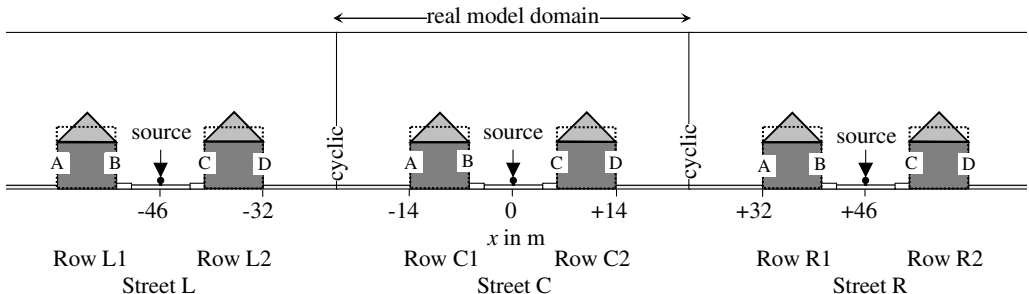 real model domain
source source source
A B C D A B C D A B C D
cyclic cyclic
-46 -32 -14 0 +14 +32 +46
x in m
Row L1 Row L2 Row C1 Row C2 Row R1 Row R2
Street L Street C Street R